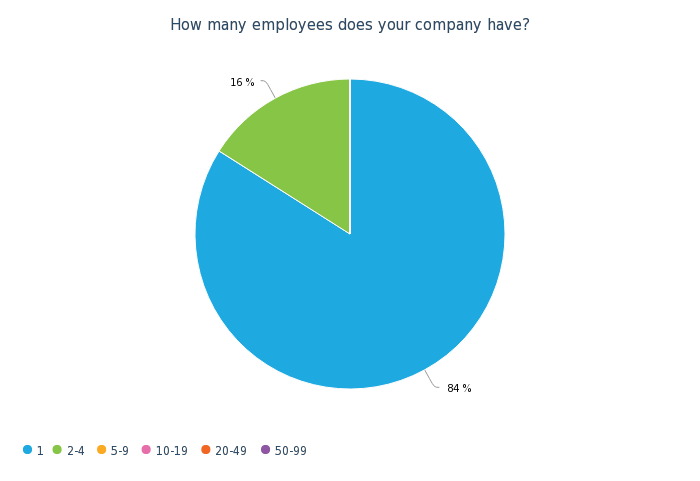 How many employees does your company have?
16 %
84 %
1 2-4 5-9 10-19 20-49 50-99